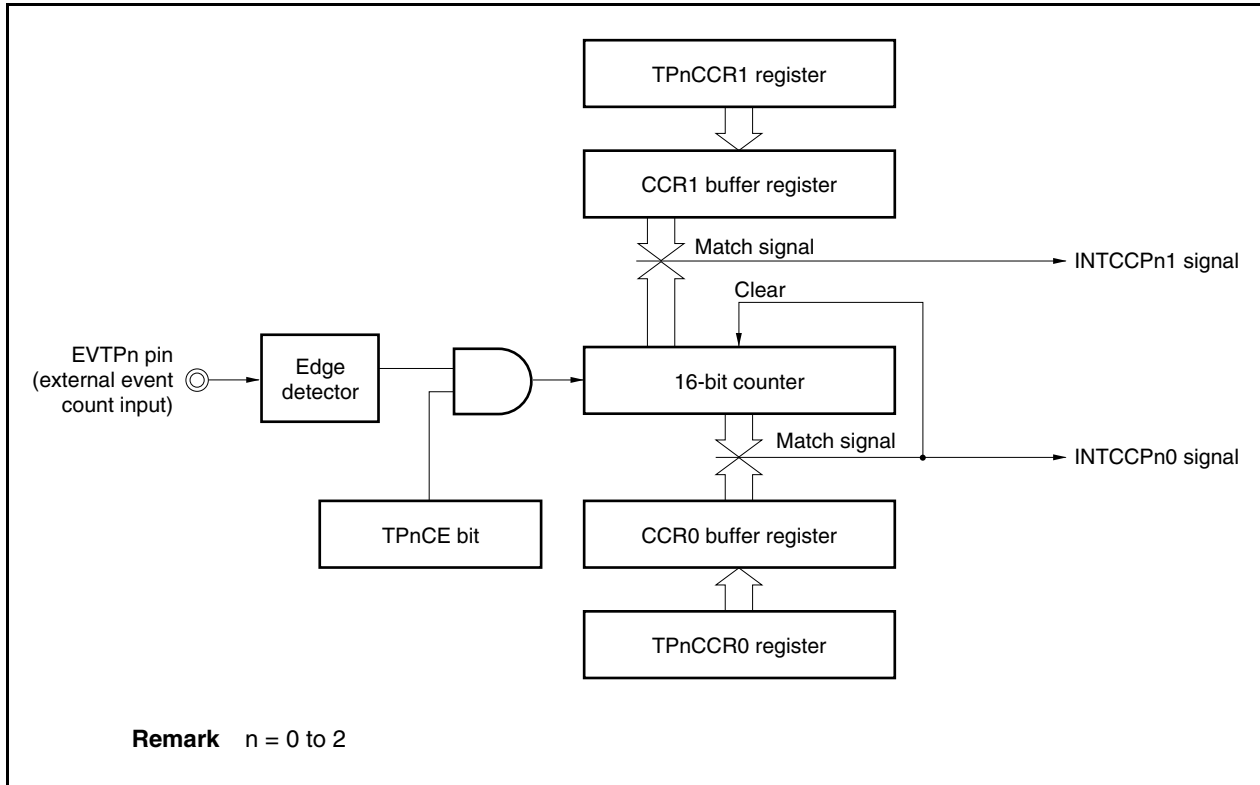 TPnCCR1 register
CCR1 buffer register
Match signal
INTCCPn1 signal
Clear
EVTPn pin
(external event
count input)
Edge
detector
16-bit counter
Match signal
INTCCPn0 signal
TPnCE bit
CCR0 buffer register
TPnCCR0 register
Remark n = 0 to 2